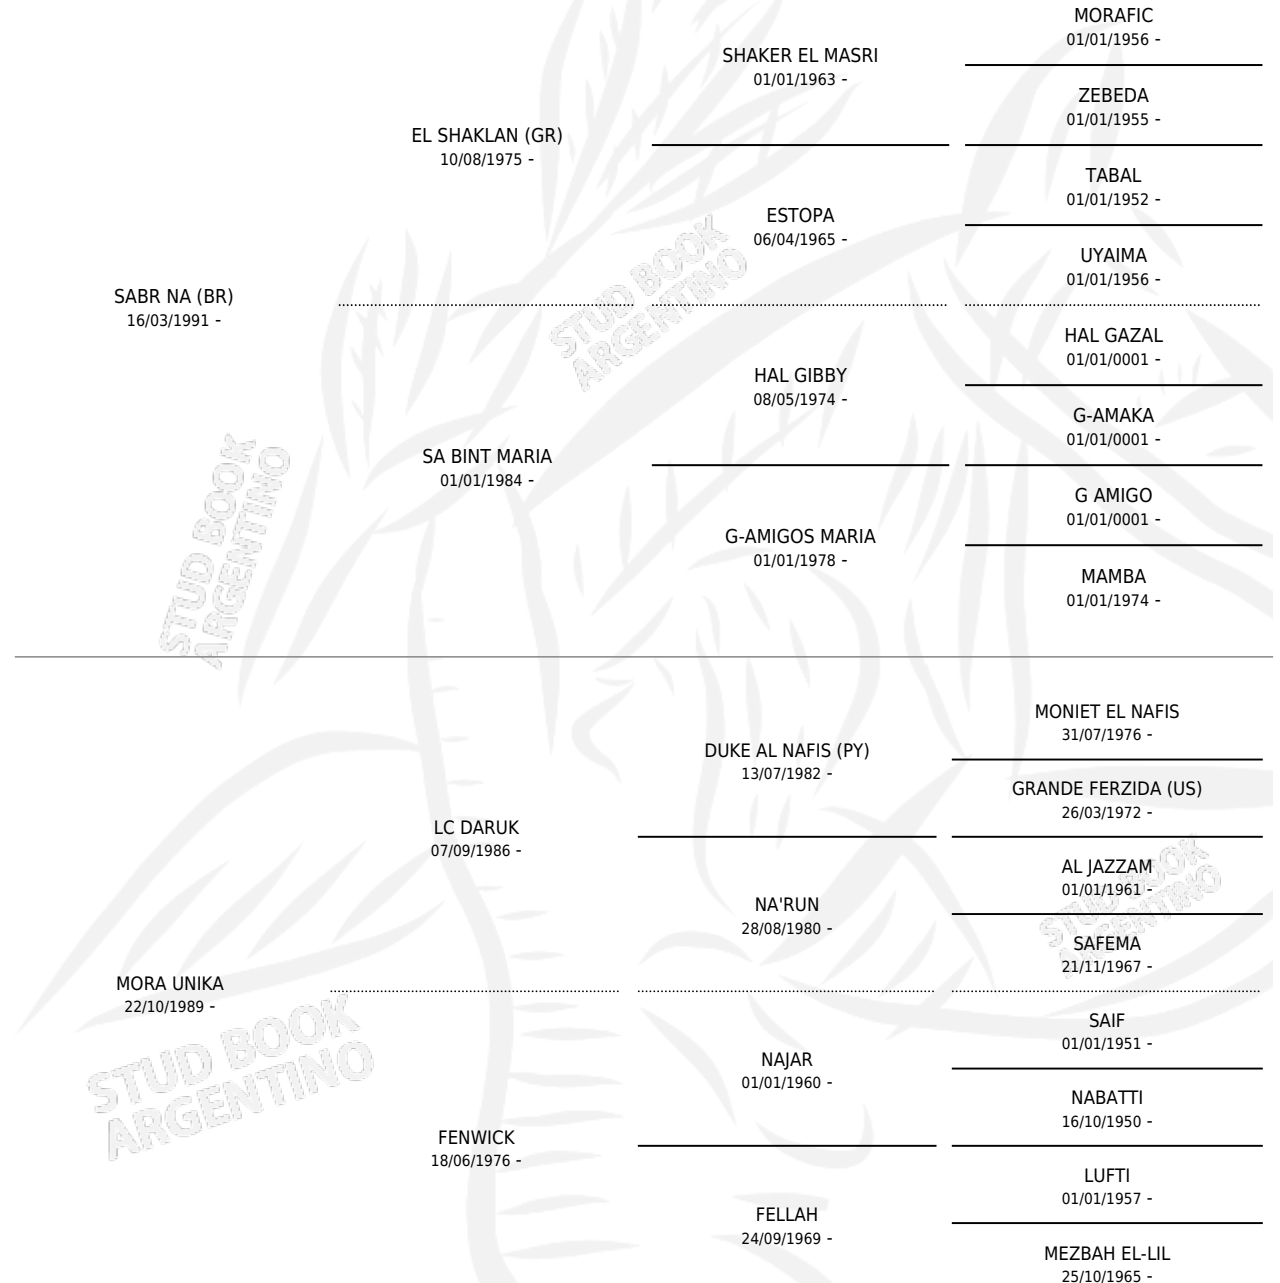 MORAFIC
01/01/1956 -
SHAKER EL MASRI
01/01/1963 -
ZEBEDA
01/01/1955 -
EL SHAKLAN (GR)
10/08/1975 -
TABAL
01/01/1952 -
ESTOPA
06/04/1965 -
UYAIMA
01/01/1956 -
SABR NA (BR)
16/03/1991 -
HAL GAZAL
01/01/0001 -
HAL GIBBY
08/05/1974 -
G-AMAKA
01/01/0001 -
SA BINT MARIA
01/01/1984 -
G AMIGO
01/01/0001 -
G-AMIGOS MARIA
01/01/1978 -
MAMBA
01/01/1974 -
MONIET EL NAFIS
31/07/1976 -
DUKE AL NAFIS (PY)
13/07/1982 -
GRANDE FERZIDA (US)
26/03/1972 -
LC DARUK
07/09/1986 -
AL JAZZAM
01/01/1961 -
NA'RUN
28/08/1980 -
SAFEMA
21/11/1967 -
MORA UNIKA
22/10/1989 -
SAIF
01/01/1951 -
NAJAR
01/01/1960 -
NABATTI
16/10/1950 -
FENWICK
18/06/1976 -
LUFTI
01/01/1957 -
FELLAH
24/09/1969 -
MEZBAH EL-LIL
25/10/1965 -
STUD BOOK
ARGENTINO
STUD BOOK
ARGENTINO
STUD BOOK
ARGENTINO
STUD BOOK
ARGENTINO